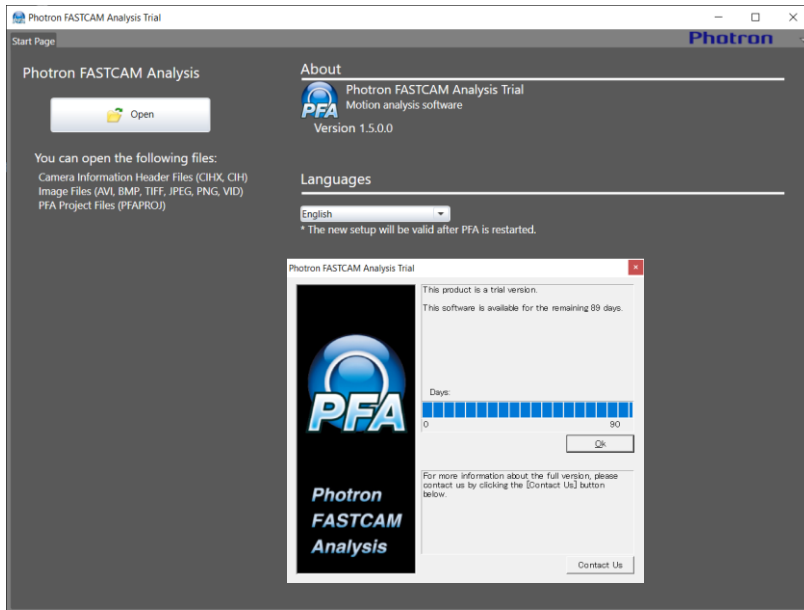 Photron FASTCAM Analysis Trial
Start Page
Photron
Photron FASTCAM Analysis
Open
You can open the following files:
Camera Information Header Files (CIHX, CIH)
Image Files (AVI, BMP, TIFF, JPEG, PNG, VID)
PFA Project Files (PFAPROJ)
About
PFA
Photron FASTCAM Analysis Trial
Motion analysis software
Version 1.5.0.0
Languages
English
* The new setup will be valid after PFA is restarted.
Photron FASTCAM Analysis Trial
PFA
Photron
FASTCAM
Analysis
This product is a trial version.
This software is available for the remaining 89 days.
Days:
0 90
Ok
For more information about the full version, please
contact us by clicking the [Contact Us] button
below.
Contact Us